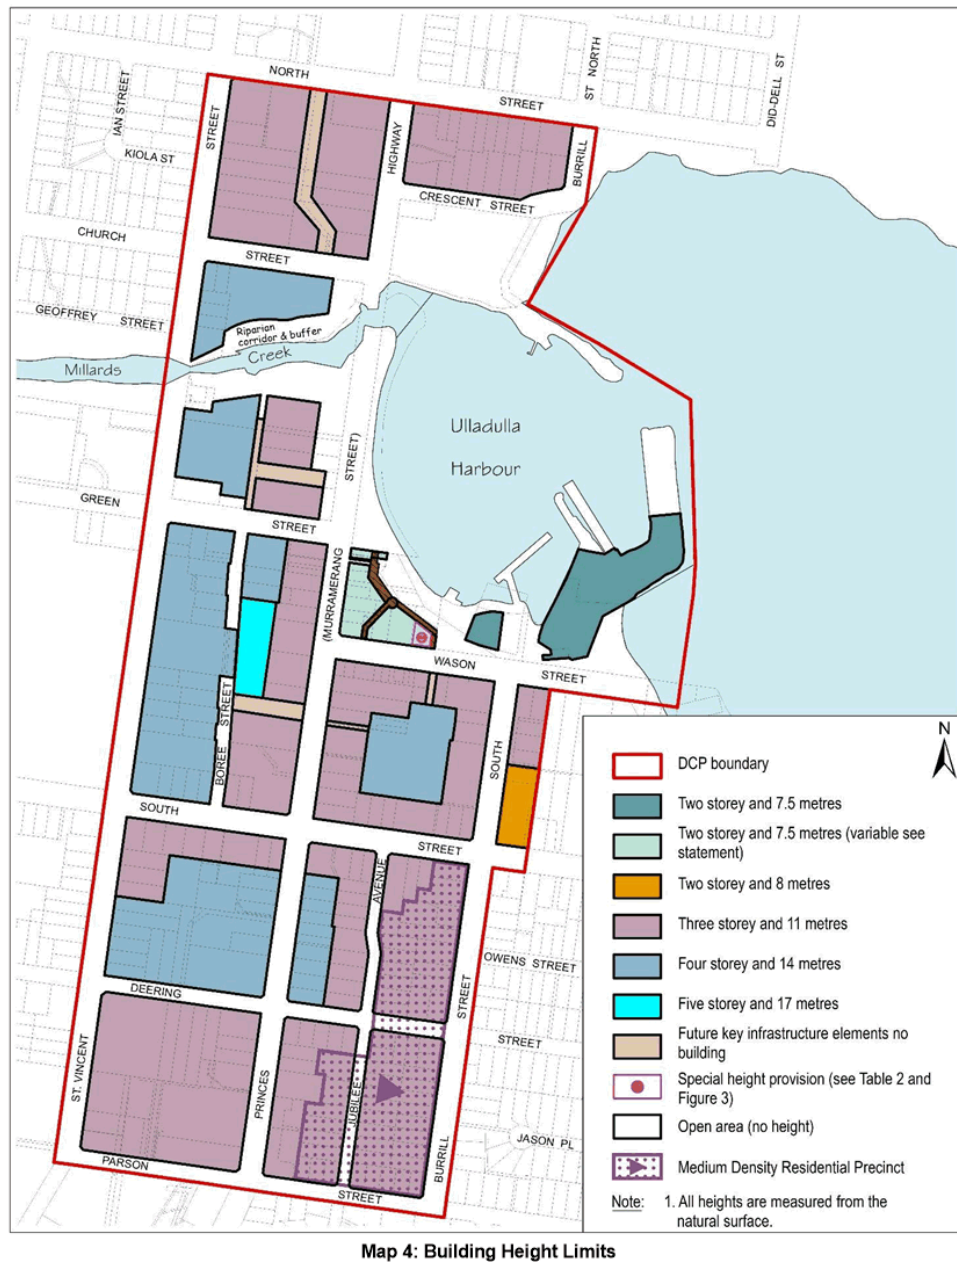 NORTH
STREET
ST NORTH
DID-DELL ST
IAN STREET
STREET
HIGHWAY
BURRILL
KIOLA ST
CRESCENT STREET
CHURCH
STREET
GEOFFREY STREET
Riparian
corridor & buffer
Creek
Millards
Ulladulla
Harbour
STREET)
GREEN
STREET
(MURRAMERANG
WASON
STREET
BOREE STREET
SOUTH
SOUTH
STREET
AVENUE
OWENS STREET
DEERING
STREET
STREET
ST. VINCENT
PRINCES
JUBILEE
BURRILL
JASON PL
PARSON
STREET
N
DCP boundary
Two storey and 7.5 metres
Two storey and 7.5 metres (variable see
statement)
Two storey and 8 metres
Three storey and 11 metres
Four storey and 14 metres
Five storey and 17 metres
Future key infrastructure elements no
building
Special height provision (see Table 2 and
Figure 3)
Open area (no height)
Medium Density Residential Precinct
Note: 1. All heights are measured from the
natural surface.
Map 4: Building Height Limits